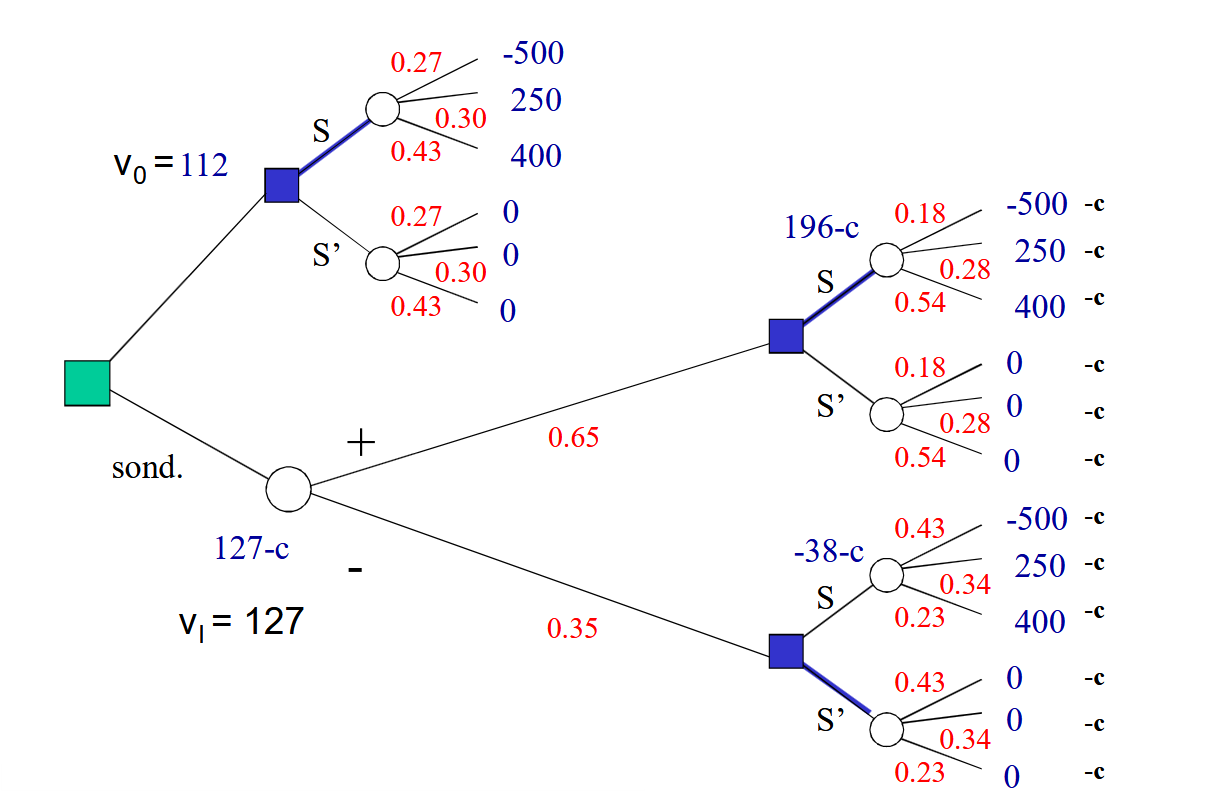 0.27 -500
250
S 0.30
0.43 400
v0 = 112
0.27 0
S’ 0
0.30
0.43 0
sond.
127-c
vI = 127
+
0.65
-
0.35
196-c
0.18 -500 -c
S 250 -c
0.28
0.54 400 -c
0.18 0 -c
S’ 0 -c
0.28
0.54 0 -c
-38-c
0.43 -500 -c
S 250 -c
0.34
0.23 400 -c
0.43 0 -c
S’ 0 -c
0.34
0.23 0 -c